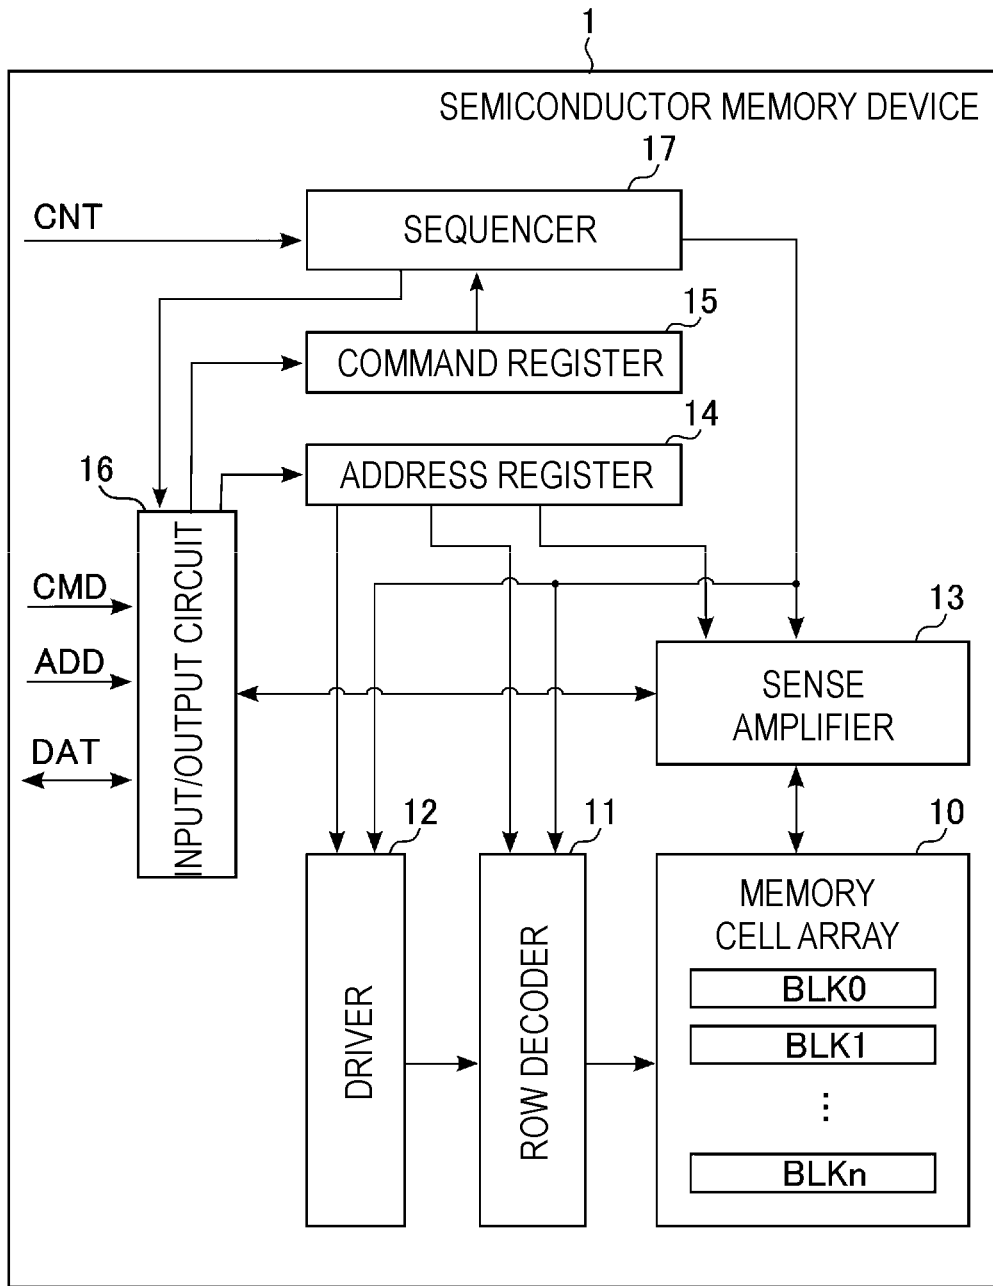 1
SEMICONDUCTOR MEMORY DEVICE
17
CNT
SEQUENCER
15
COMMAND REGISTER
14
ADDRESS REGISTER
16
INPUT/OUTPUT CIRCUIT
CMD
ADD
DAT
13
SENSE
AMPLIFIER
12
DRIVER
11
ROW DECODER
10
MEMORY
CELL ARRAY
BLK0
BLK1
⋮
BLKn